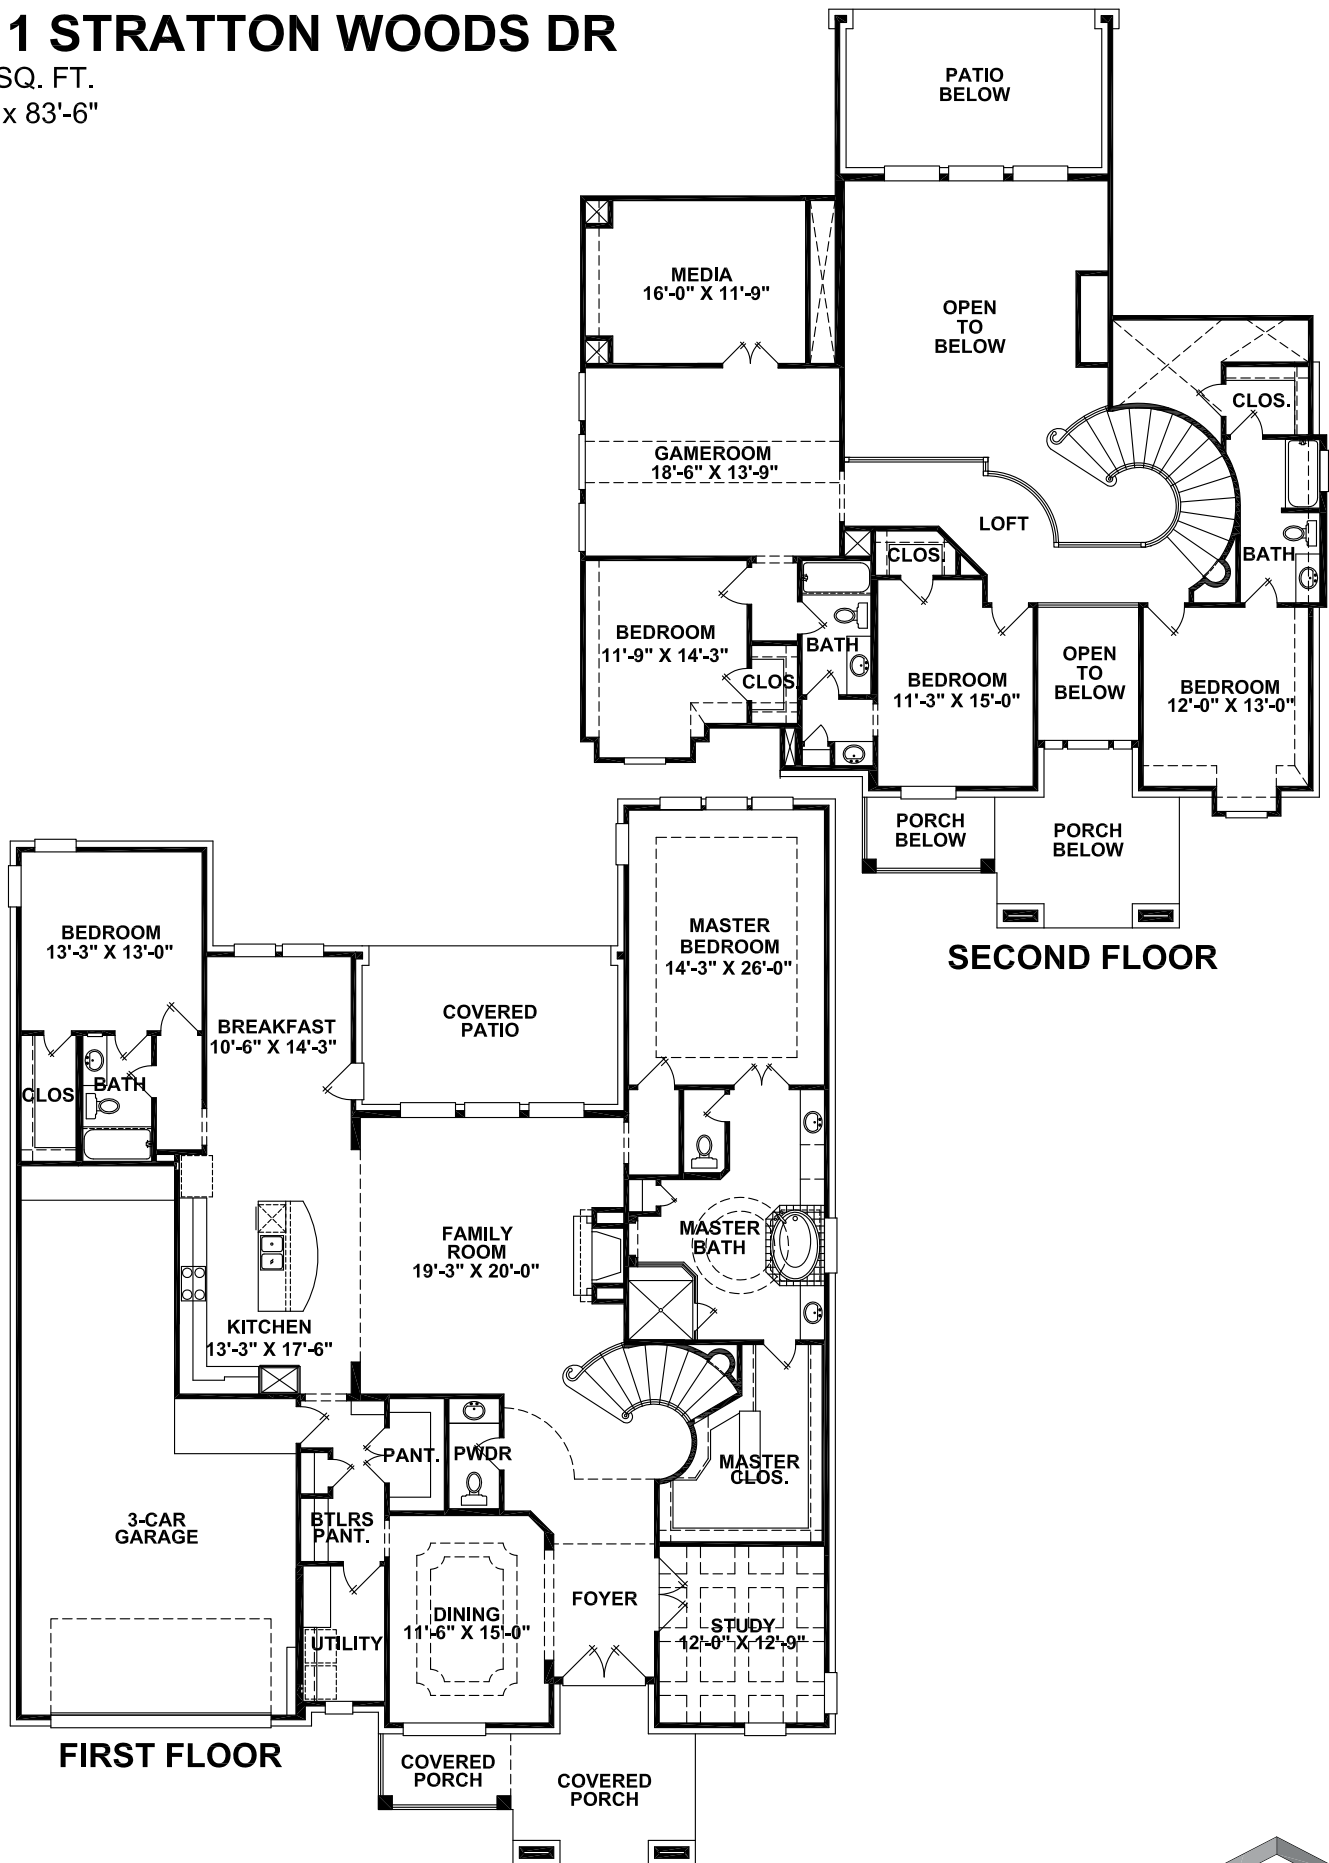 1 STRATTON WOODS DR
SQ. FT.
x 83'-6"
PATIO
BELOW
MEDIA
16'-0" X 11'-9"
OPEN
TO
BELOW
CLOS.
GAMEROOM
18'-6" X 13'-9"
LOFT
CLOS.
BATH
BEDROOM
11'-9" X 14'-3"
BATH
CLOS.
BEDROOM
11'-3" X 15'-0"
OPEN
TO
BELOW
BEDROOM
12'-0" X 13'-0"
PORCH
BELOW
PORCH
BELOW
SECOND FLOOR
BEDROOM
13'-3" X 13'-0"
MASTER
BEDROOM
14'-3" X 26'-0"
BREAKFAST
10'-6" X 14'-3"
COVERED
PATIO
CLOS
BATH
FAMILY
ROOM
19'-3" X 20'-0"
MASTER
BATH
KITCHEN
13'-3" X 17'-6"
PANT.
PWDR
MASTER
CLOS.
3-CAR
GARAGE
BTLRS
PANT.
FOYER
DINING
11'-6" X 15'-0"
STUDY
12'-0" X 12'-9"
UTILITY
FIRST FLOOR
COVERED
PORCH
COVERED
PORCH